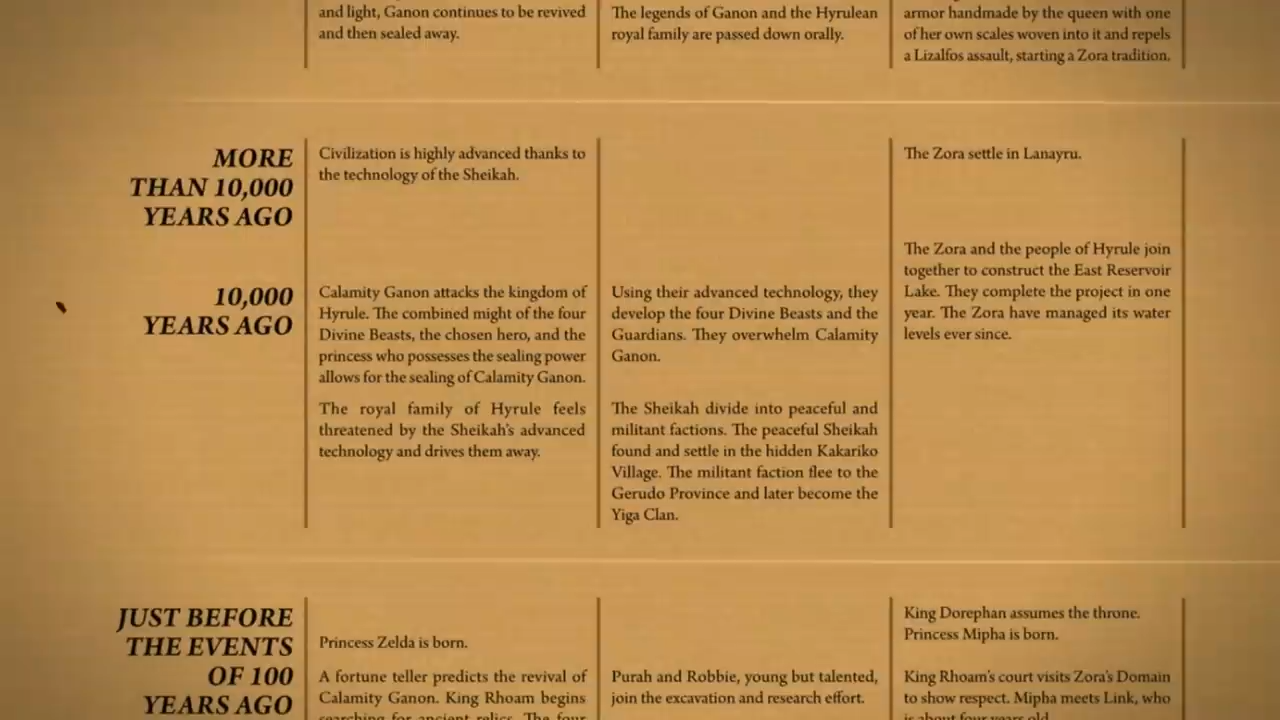 and light, Ganon continues to be revived
and then sealed away.
The legends of Ganon and the Hyrulean
royal family are passed down orally.
armor handmade by the queen with one
of her own scales woven into it and repels
a Lizalfos assault, starting a Zora tradition.
MORE
THAN 10,000
YEARS AGO
Civilization is highly advanced thanks to
the technology of the Sheikah.
The Zora settle in Lanayru.
The Zora and the people of Hyrule join
together to construct the East Reservoir
Lake. They complete the project in one
year. The Zora have managed its water
levels ever since.
10,000
YEARS AGO
Calamity Ganon attacks the kingdom of
Hyrule. The combined might of the four
Divine Beasts, the chosen hero, and the
princess who possesses the sealing power
allows for the sealing of Calamity Ganon.
The royal family of Hyrule feels
threatened by the Sheikah's advanced
technology and drives them away.
Using their advanced technology, they
develop the four Divine Beasts and the
Guardians. They overwhelm Calamity
Ganon.
The Sheikah divide into peaceful and
militant factions. The peaceful Sheikah
found and settle in the hidden Kakariko
Village. The militant faction flee to the
Gerudo Province and later become the
Yiga Clan.
JUST BEFORE
THE EVENTS
OF 100
YEARS AGO
Princess Zelda is born.
A fortune teller predicts the revival of
Calamity Ganon. King Rhoam begins
searching for ancient relics. The four
Purah and Robbie, young but talented,
join the excavation and research effort.
King Dorephan assumes the throne.
Princess Mipha is born.
King Rhoam's court visits Zora's Domain
to show respect. Mipha meets Link, who
is about four years old.